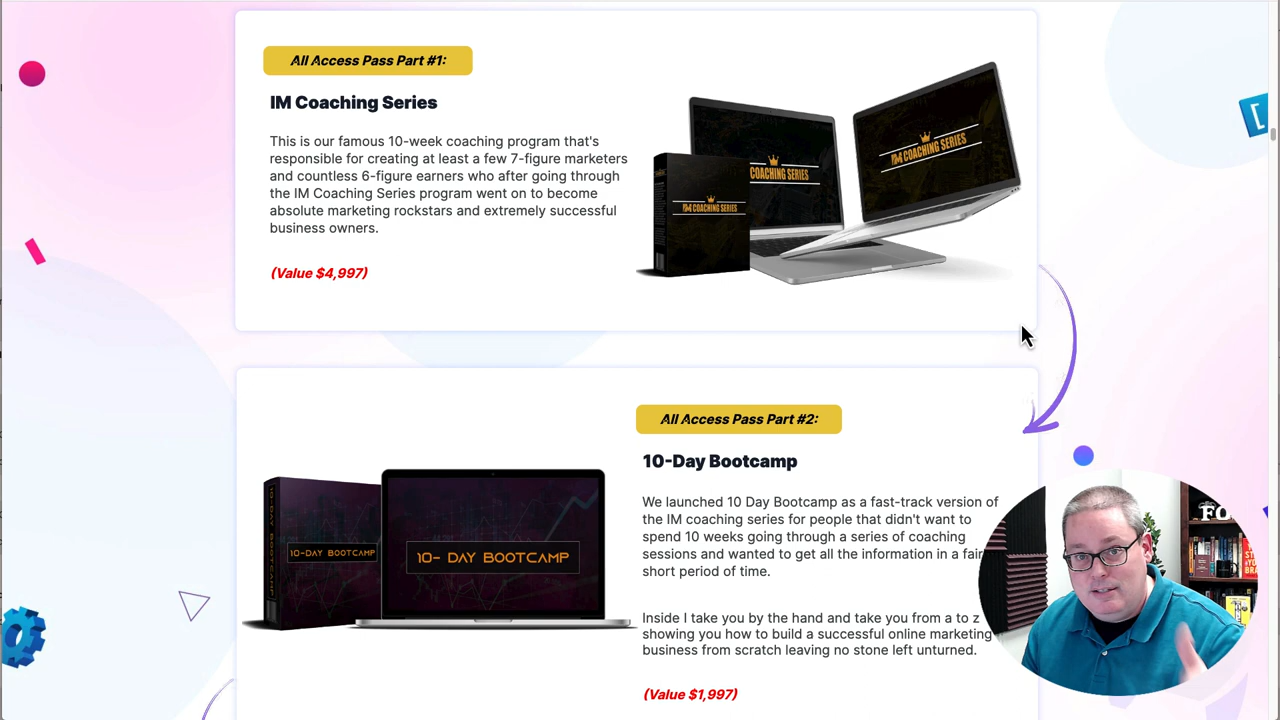 All Access Pass Part #1:
IM Coaching Series
This is our famous 10-week coaching program that's
responsible for creating at least a few 7-figure marketers
and countless 6-figure earners who after going through
the IM Coaching Series program went on to become
absolute marketing rockstars and extremely successful
business owners.
(Value $4,997)
IM COACHING SERIES
COACHING SERIES
IM COACHING SERIES
All Access Pass Part #2:
10-Day Bootcamp
We launched 10 Day Bootcamp as a fast-track version of
the IM coaching series for people that didn't want to
spend 10 weeks going through a series of coaching
sessions and wanted to get all the information in a fair
short period of time.
Inside I take you by the hand and take you from a to z
showing you how to build a successful online marketing
business from scratch leaving no stone left unturned.
(Value $1,997)
10-DAY BOOTCAMP
10-DAY BOOTCAMP
10- DAY BOOTCAMP